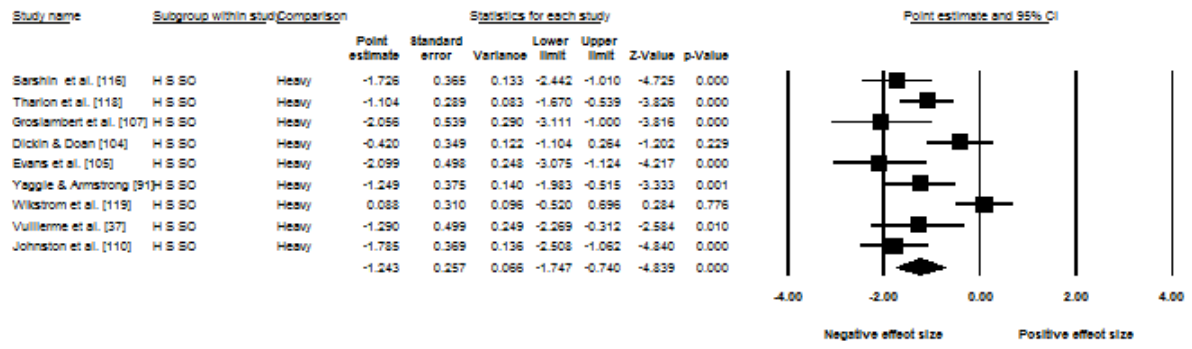 Study name Subgroup within study Comparison Statistics for each study Point estimate and 95% CI
Point Standard Lower Upper
estimate error Variance limit limit Z-Value p-Value
Sarshin et al. [116] H S SO Heavy -1.726 0.365 0.133 -2.442 -1.010 -4.725 0.000
Tharion et al. [118] H S SO Heavy -1.104 0.289 0.083 -1.670 -0.539 -3.826 0.000
Groslambert et al. [107] H S SO Heavy -2.056 0.539 0.290 -3.111 -1.000 -3.816 0.000
Dickin & Doan [104] H S SO Heavy -0.420 0.349 0.122 -1.104 0.264 -1.202 0.229
Evans et al. [105] H S SO Heavy -2.099 0.498 0.248 -3.075 -1.124 -4.217 0.000
Yaggie & Armstrong [91] H S SO Heavy -1.249 0.375 0.140 -1.983 -0.515 -3.333 0.001
Wikstrom et al. [119] H S SO Heavy 0.088 0.310 0.096 -0.520 0.696 0.284 0.776
Vuillerme et al. [37] H S SO Heavy -1.290 0.499 0.249 -2.269 -0.312 -2.584 0.010
Johnston et al. [110] H S SO Heavy -1.785 0.369 0.136 -2.508 -1.062 -4.840 0.000
-1.243 0.257 0.066 -1.747 -0.740 -4.839 0.000
-4.00 -2.00 0.00 2.00 4.00
Negative effect size Positive effect size